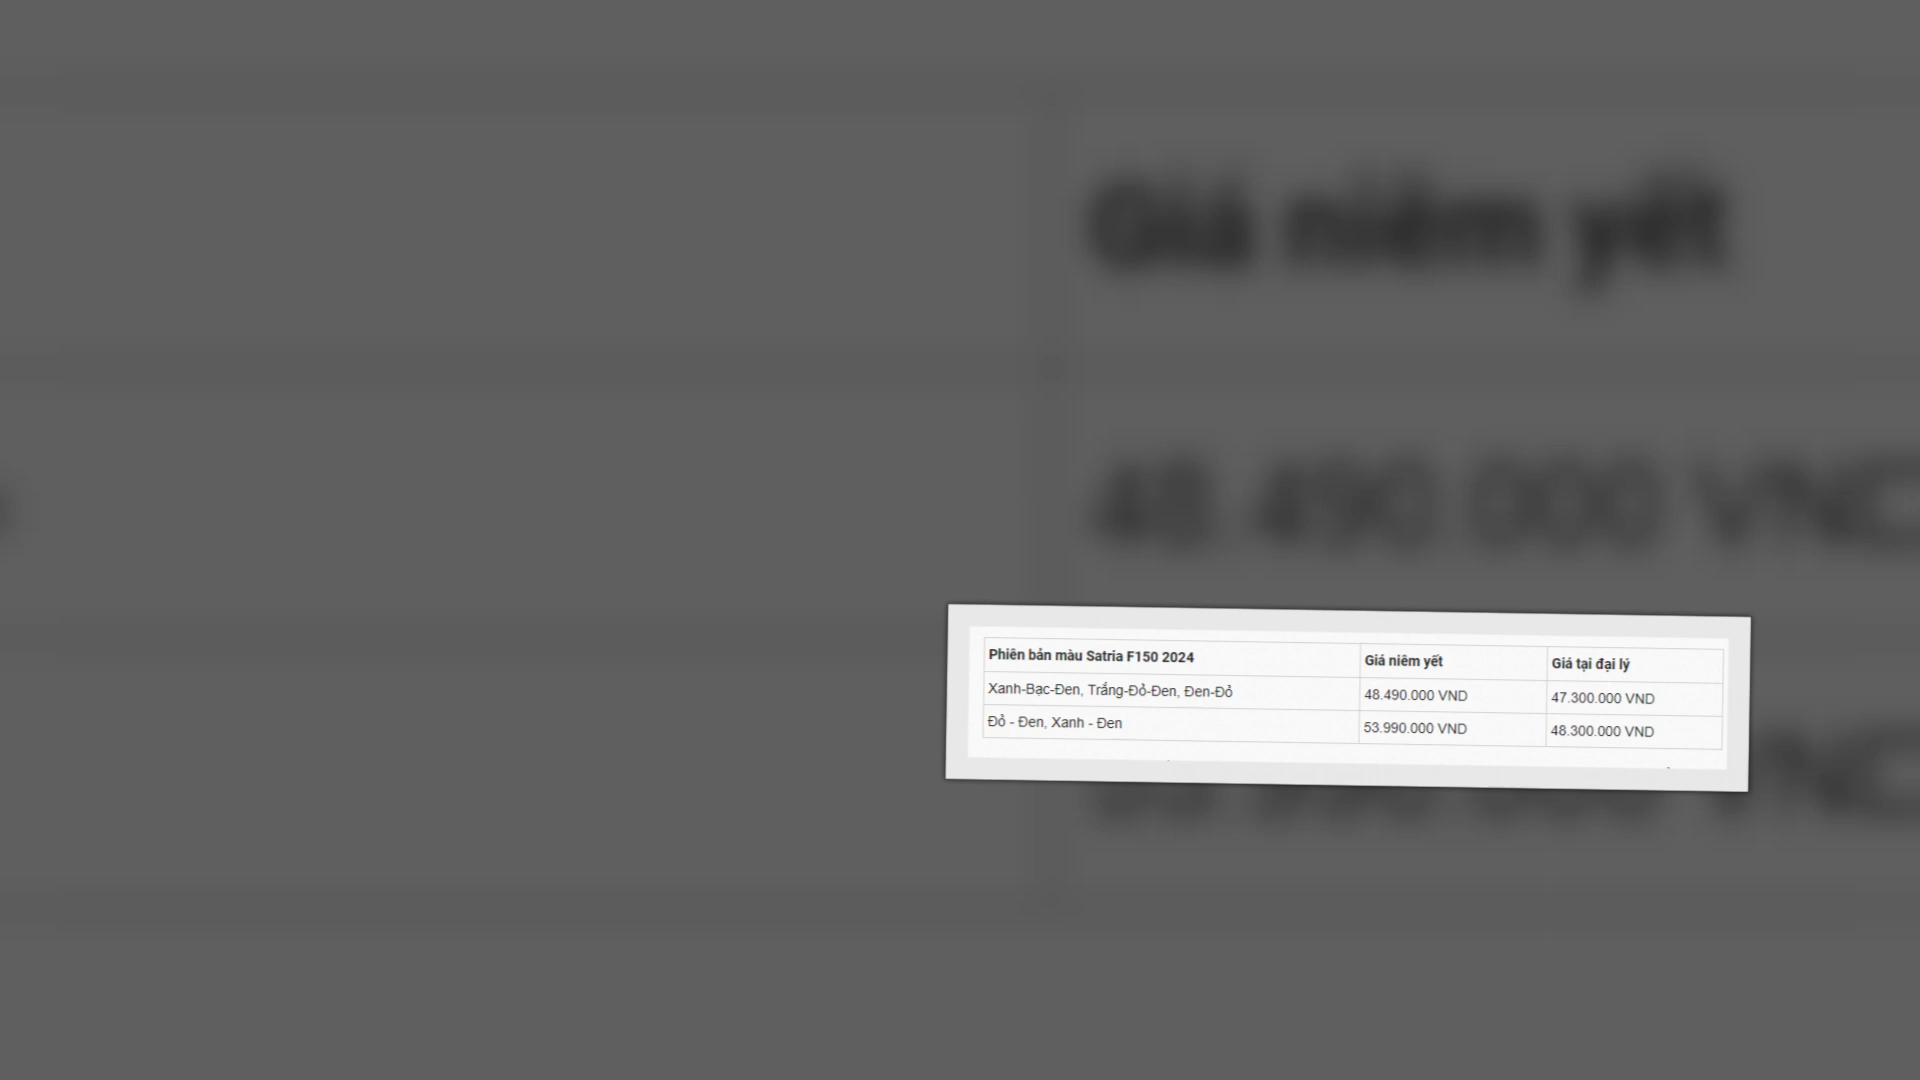 Giá niêm yết
48.490.000 VND
Phiên bản màu Satria F150 2024 Giá niêm yết Giá tại đại lý
Xanh-Bạc-Đen, Trắng-Đỏ-Đen, Đen-Đỏ 48.490.000 VND 47.300.000 VND
Đỏ - Đen, Xanh - Đen 53.990.000 VND 48.300.000 VND